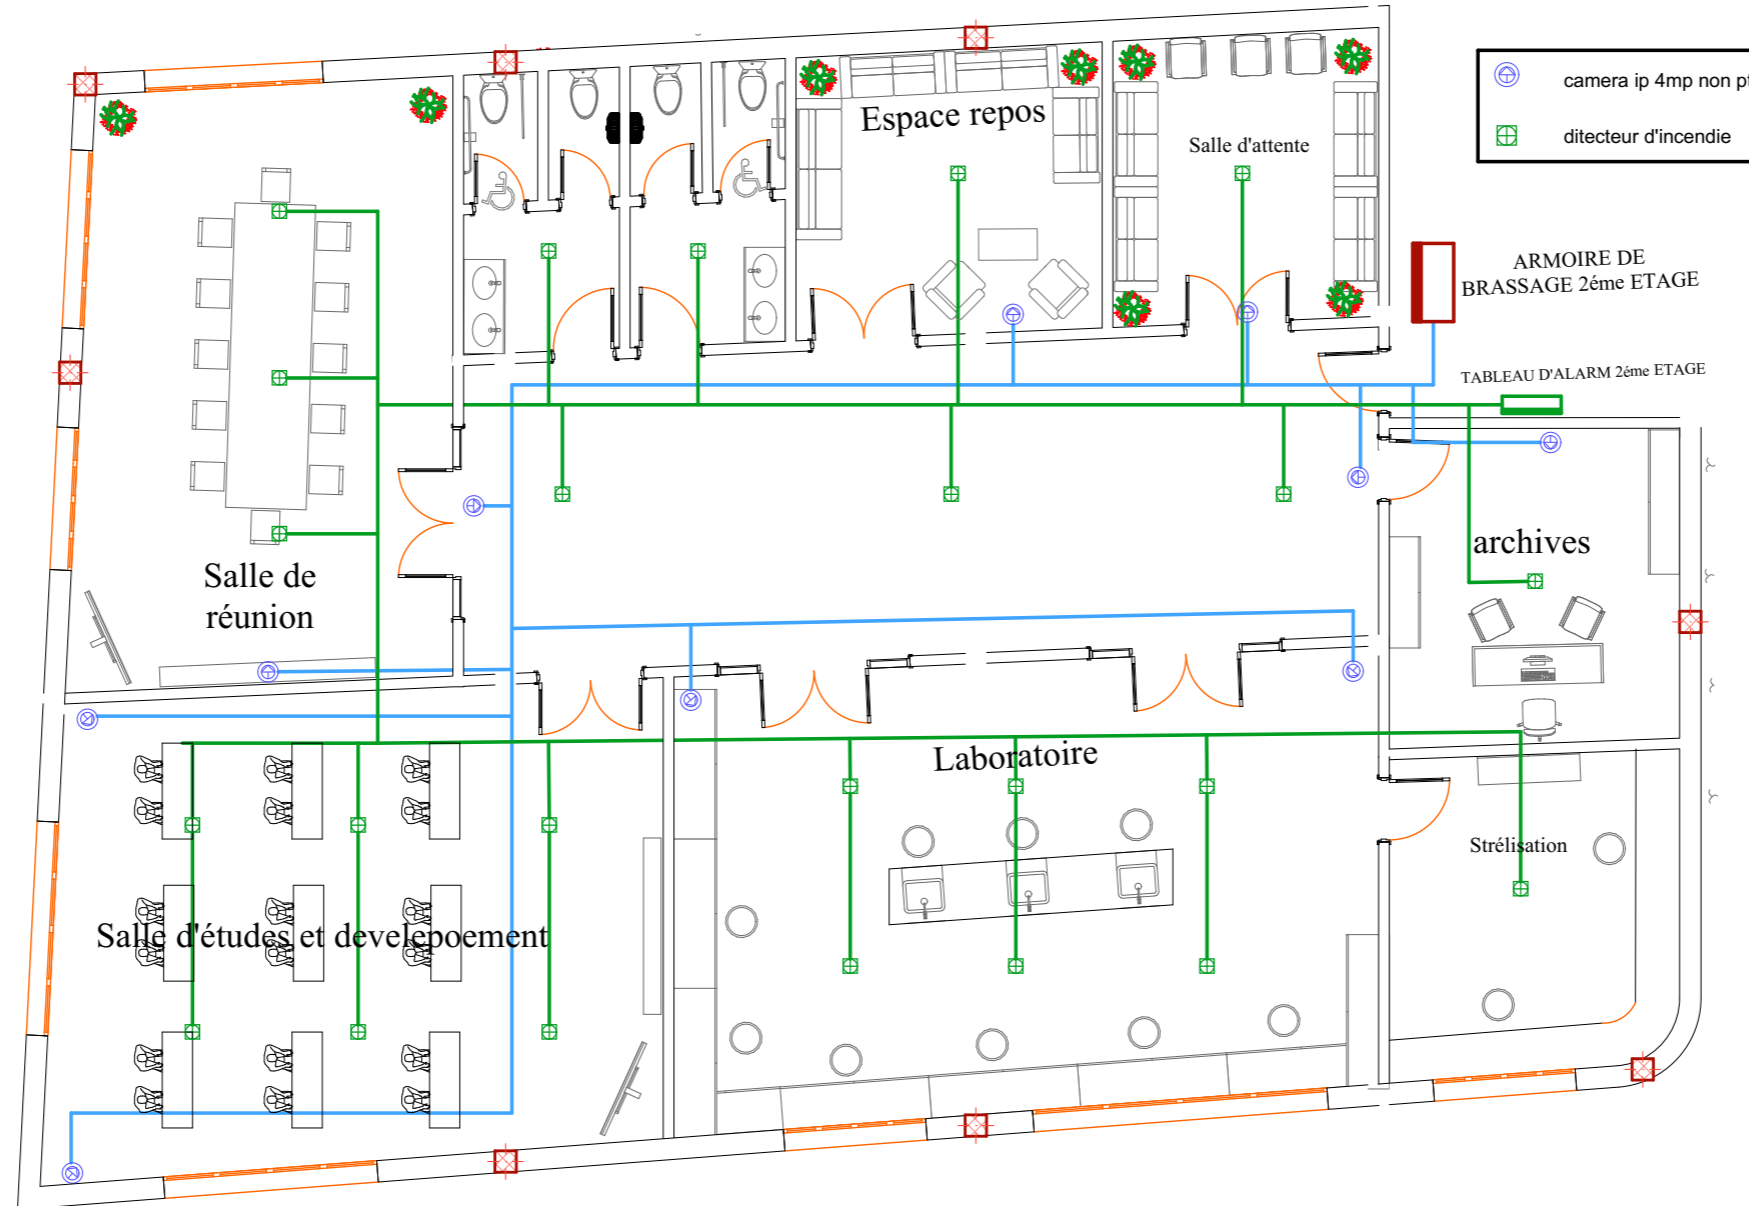 camera ip 4mp non
ditecteur d'incendie
Espace repos
Salle d'attente
ARMOIRE DE
BRASSAGE 2éme ETAGE
TABLEAU D'ALARM 2éme ETAGE
archives
Salle de
réunion
Laboratoire
Strélisation
Salle d'études et develepoement